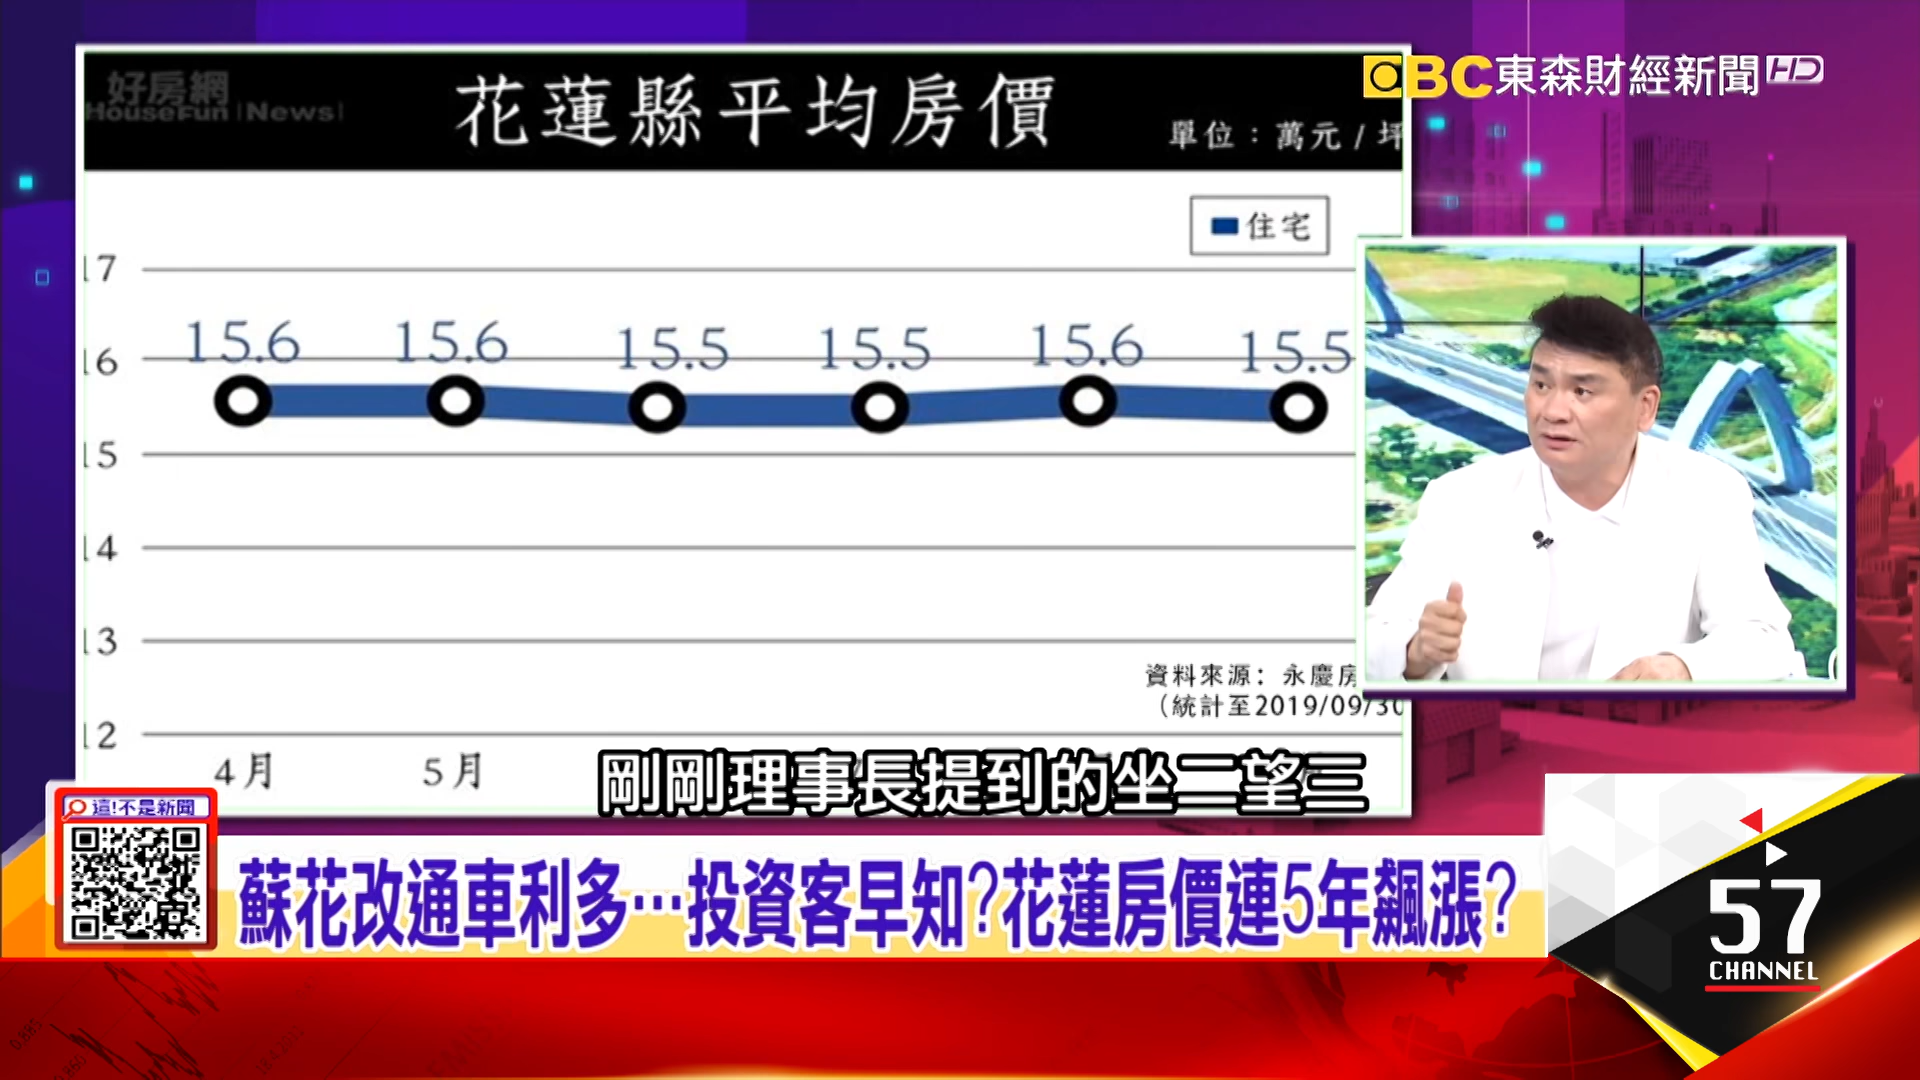 好房網
HouseFun News
花蓮縣平均房價
單位：萬元 / 坪
EBC東森財經新聞HD
住宅
17
16
15
14
13
12
15.6
15.6
15.5
15.5
15.6
15.5
4月
5月
資料來源：永慶房
（統計至2019/09/30
剛剛理事長提到的坐二望三
這!不是新聞
蘇花改通車利多…投資客早知?花蓮房價連5年飆漲?
57
CHANNEL